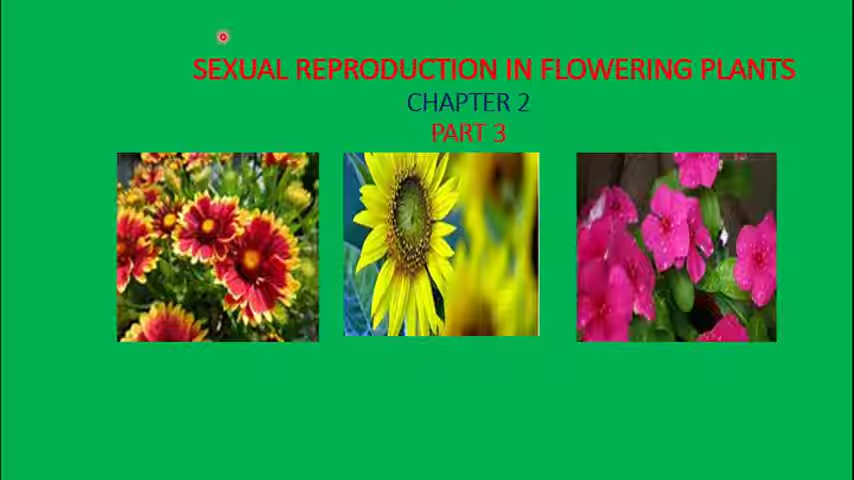 SEXUAL REPRODUCTION IN FLOWERING PLANTS
CHAPTER 2
PART 3